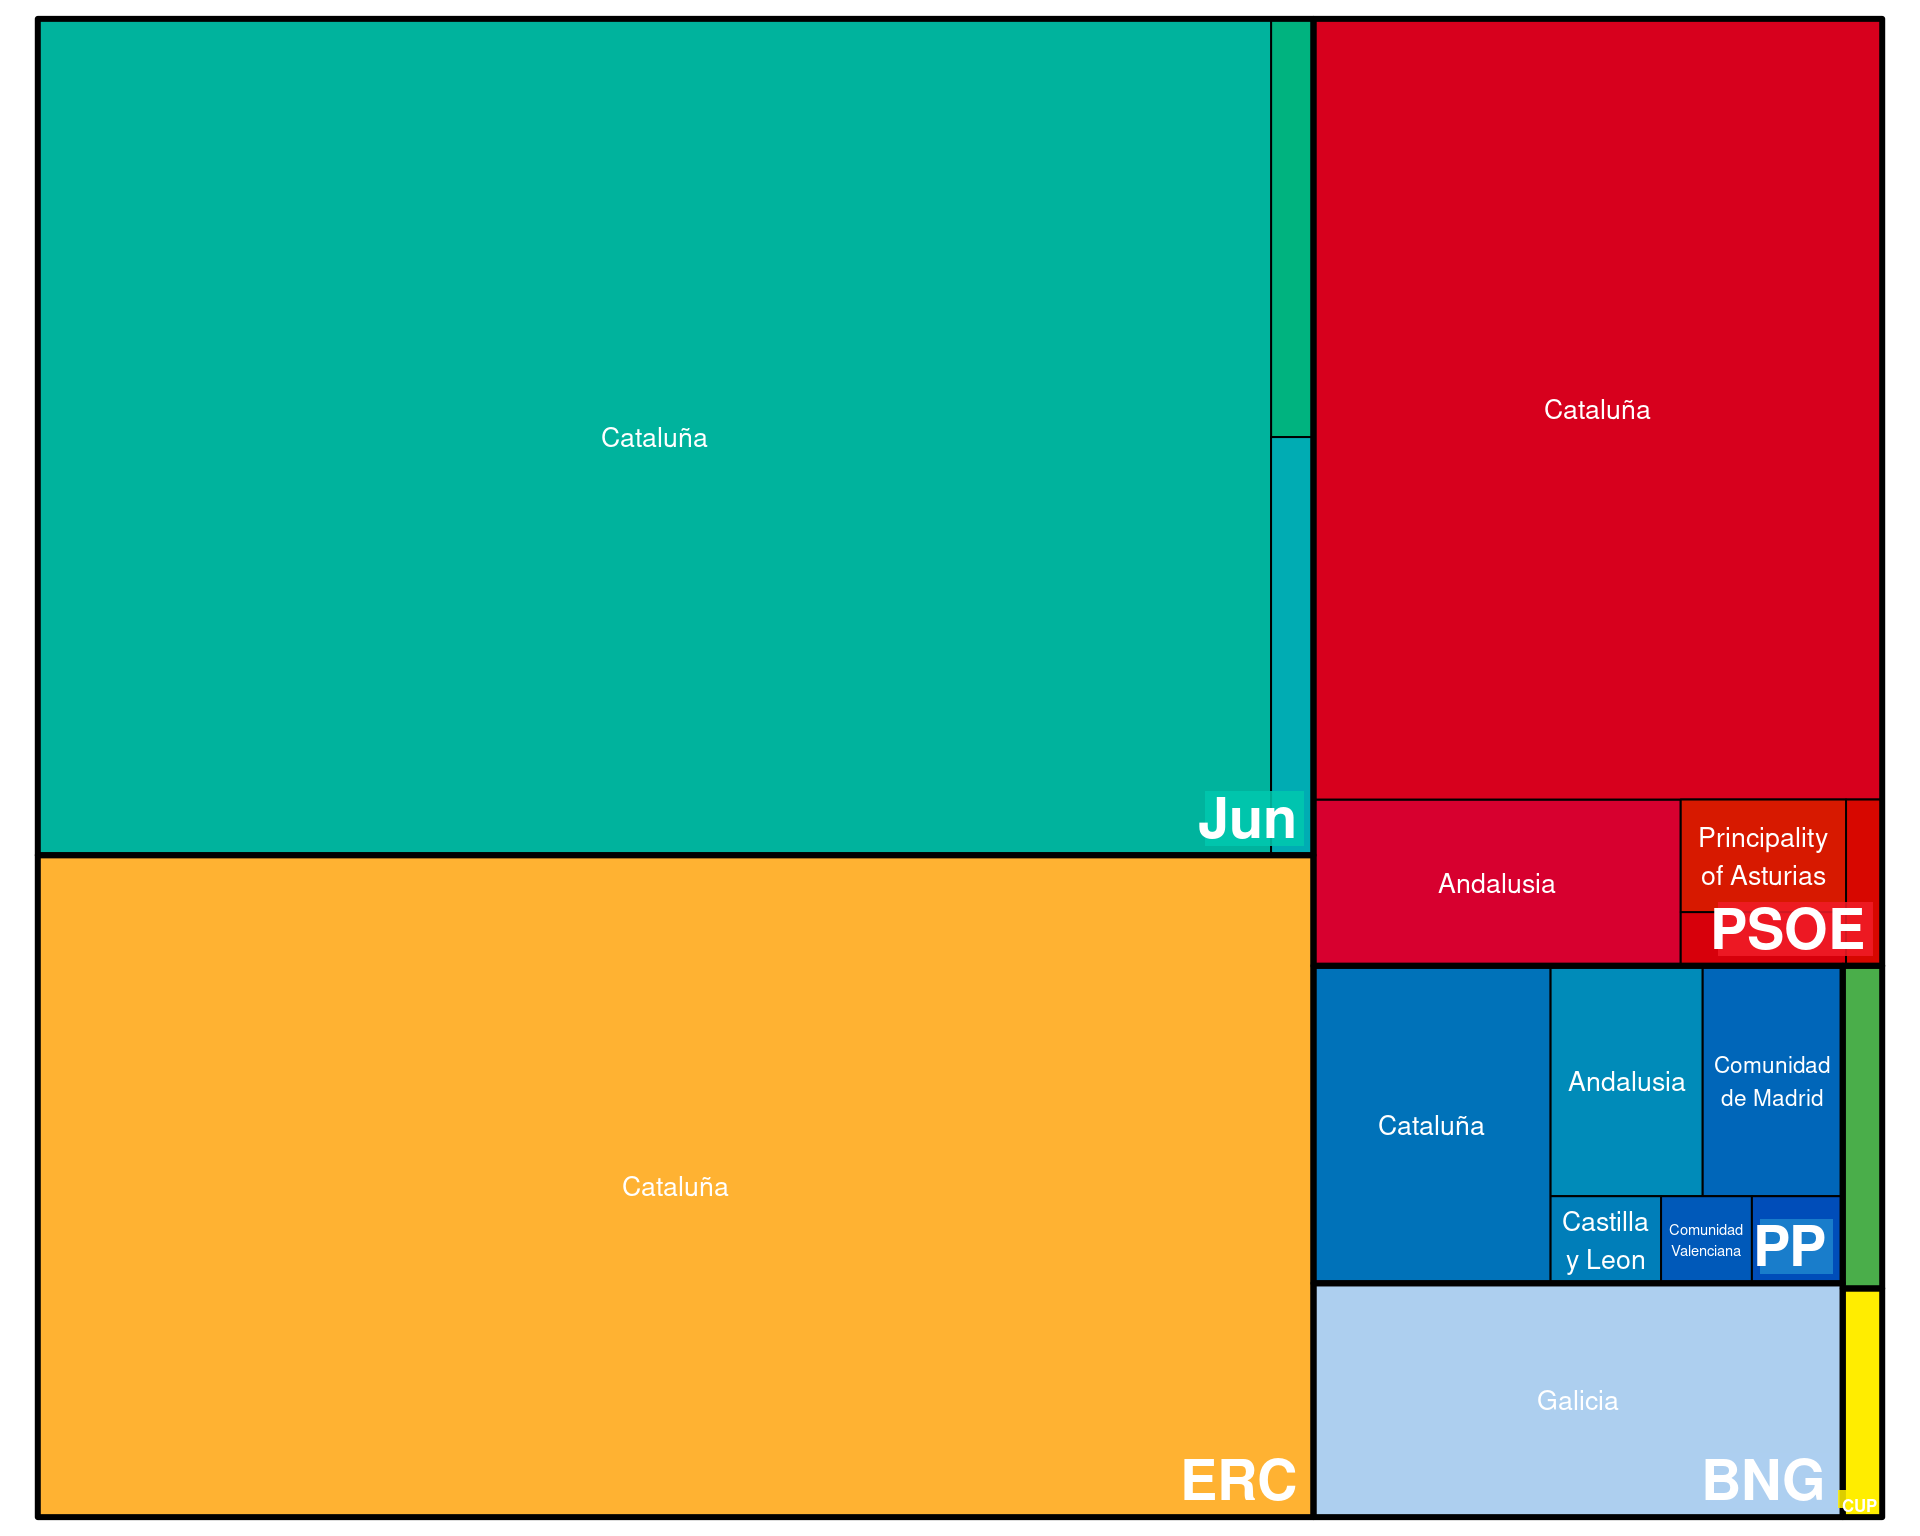 Cataluña
Jun
Cataluña
ERC
Cataluña
Andalusia
Principality
of Asturias
PSOE
Cataluña
Andalusia
Comunidad
de Madrid
Castilla
y Leon
Comunidad
Valenciana
PP
Galicia
BNG
CUP